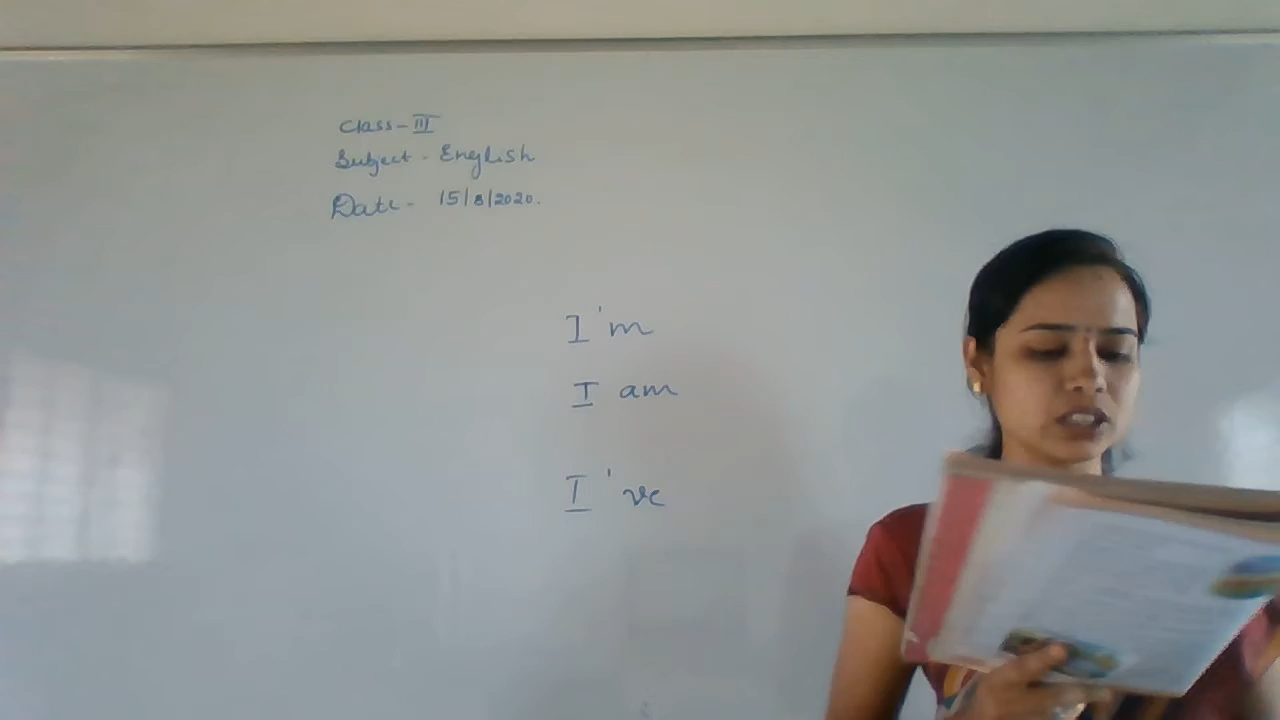 Class - III
Subject - English
Date - 15/8/2020.
I'm
I am
I've